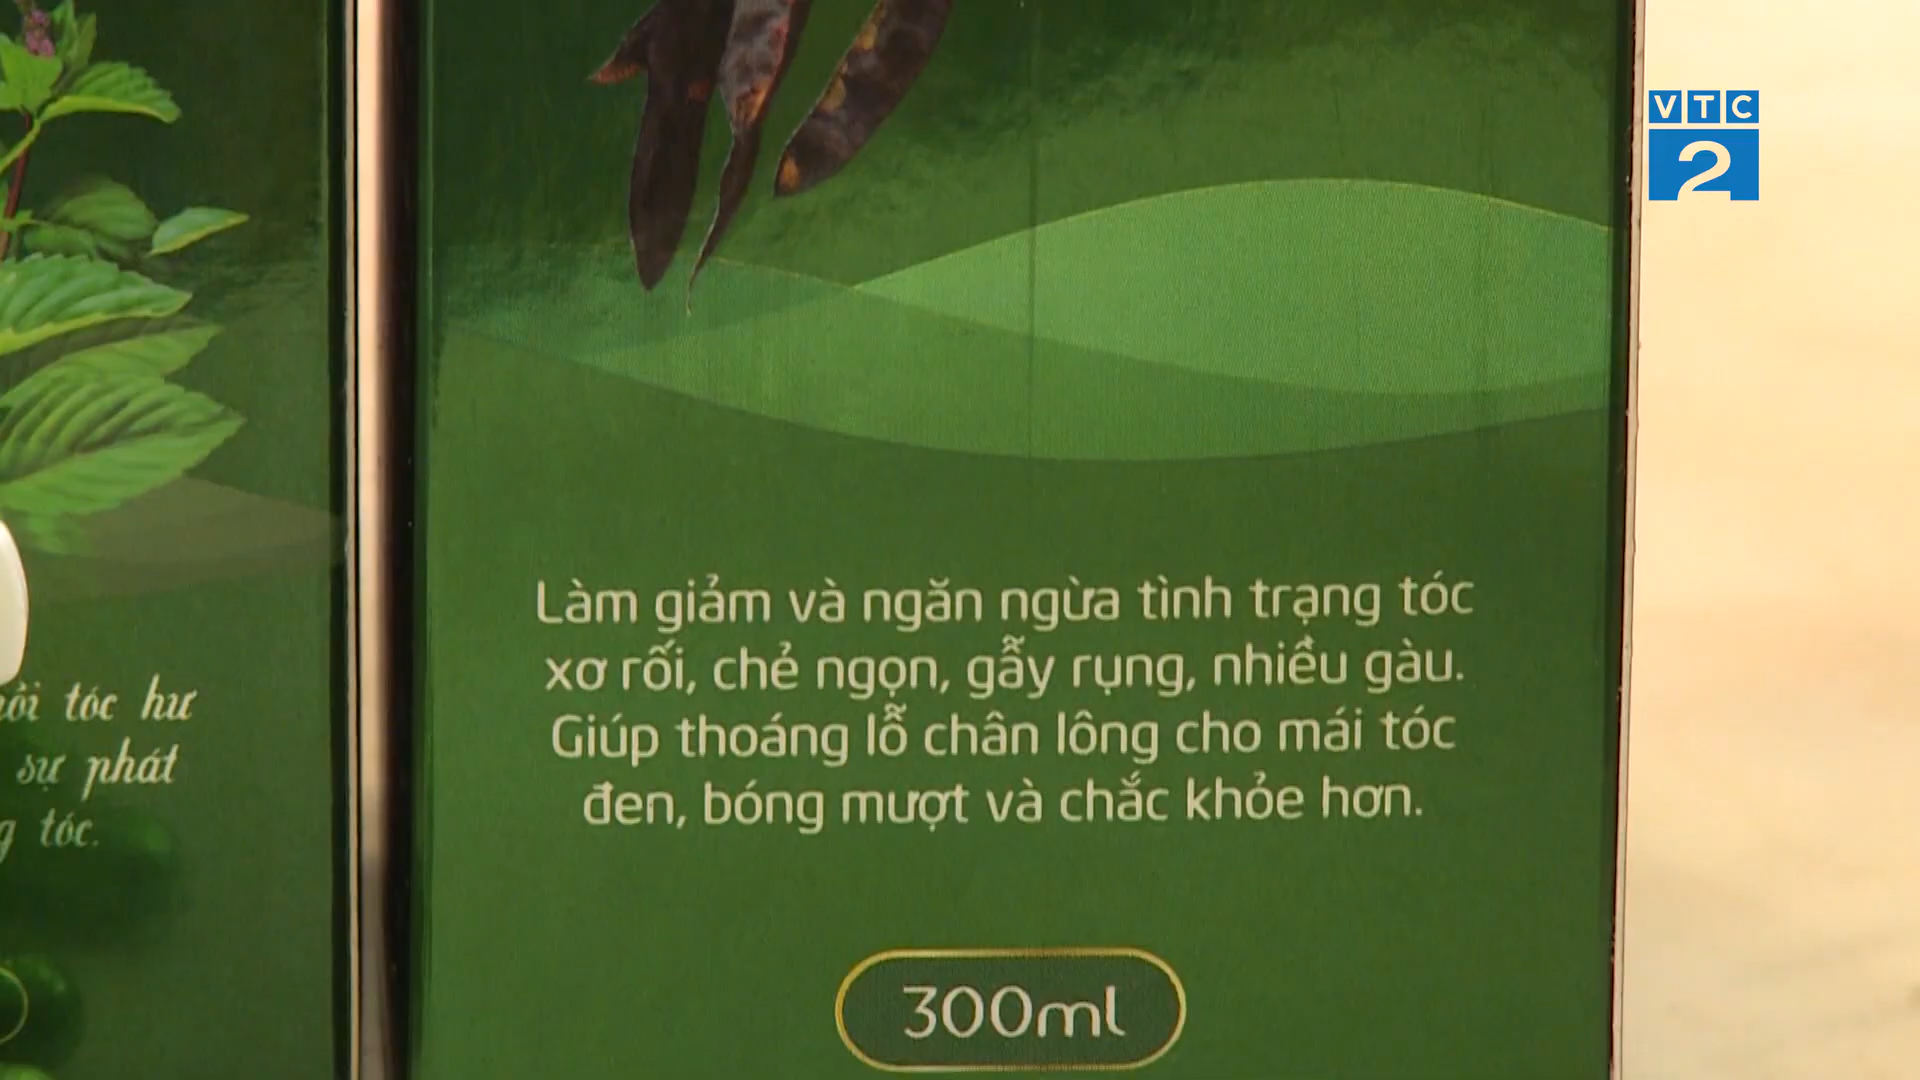 VTC
2
Làm giảm và ngăn ngừa tình trạng tóc
xơ rối, chẻ ngọn, gẫy rụng, nhiều gàu.
Giúp thoáng lỗ chân lông cho mái tóc
đen, bóng mượt và chắc khỏe hơn.
300ml
tóc hư
sự phát
tóc.